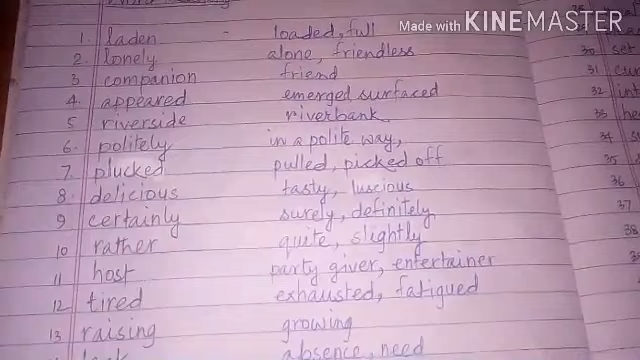 Made with KINEMASTER
1. laden - loaded, full
2. lonely alone, friendless
3 companion friend
4. appeared emerged surfaced
5 riverside riverbank
6. politely in a polite way,
7. plucked pulled, picked off
8. delicious tasty, luscious
9 certainly surely, definitely
10 rather quite, slightly
11 host party giver, entertainer
12 tired exhausted, fatigued
13 raising growing
lack absence, need
30 set
31
32
33
34
35
36
37
38